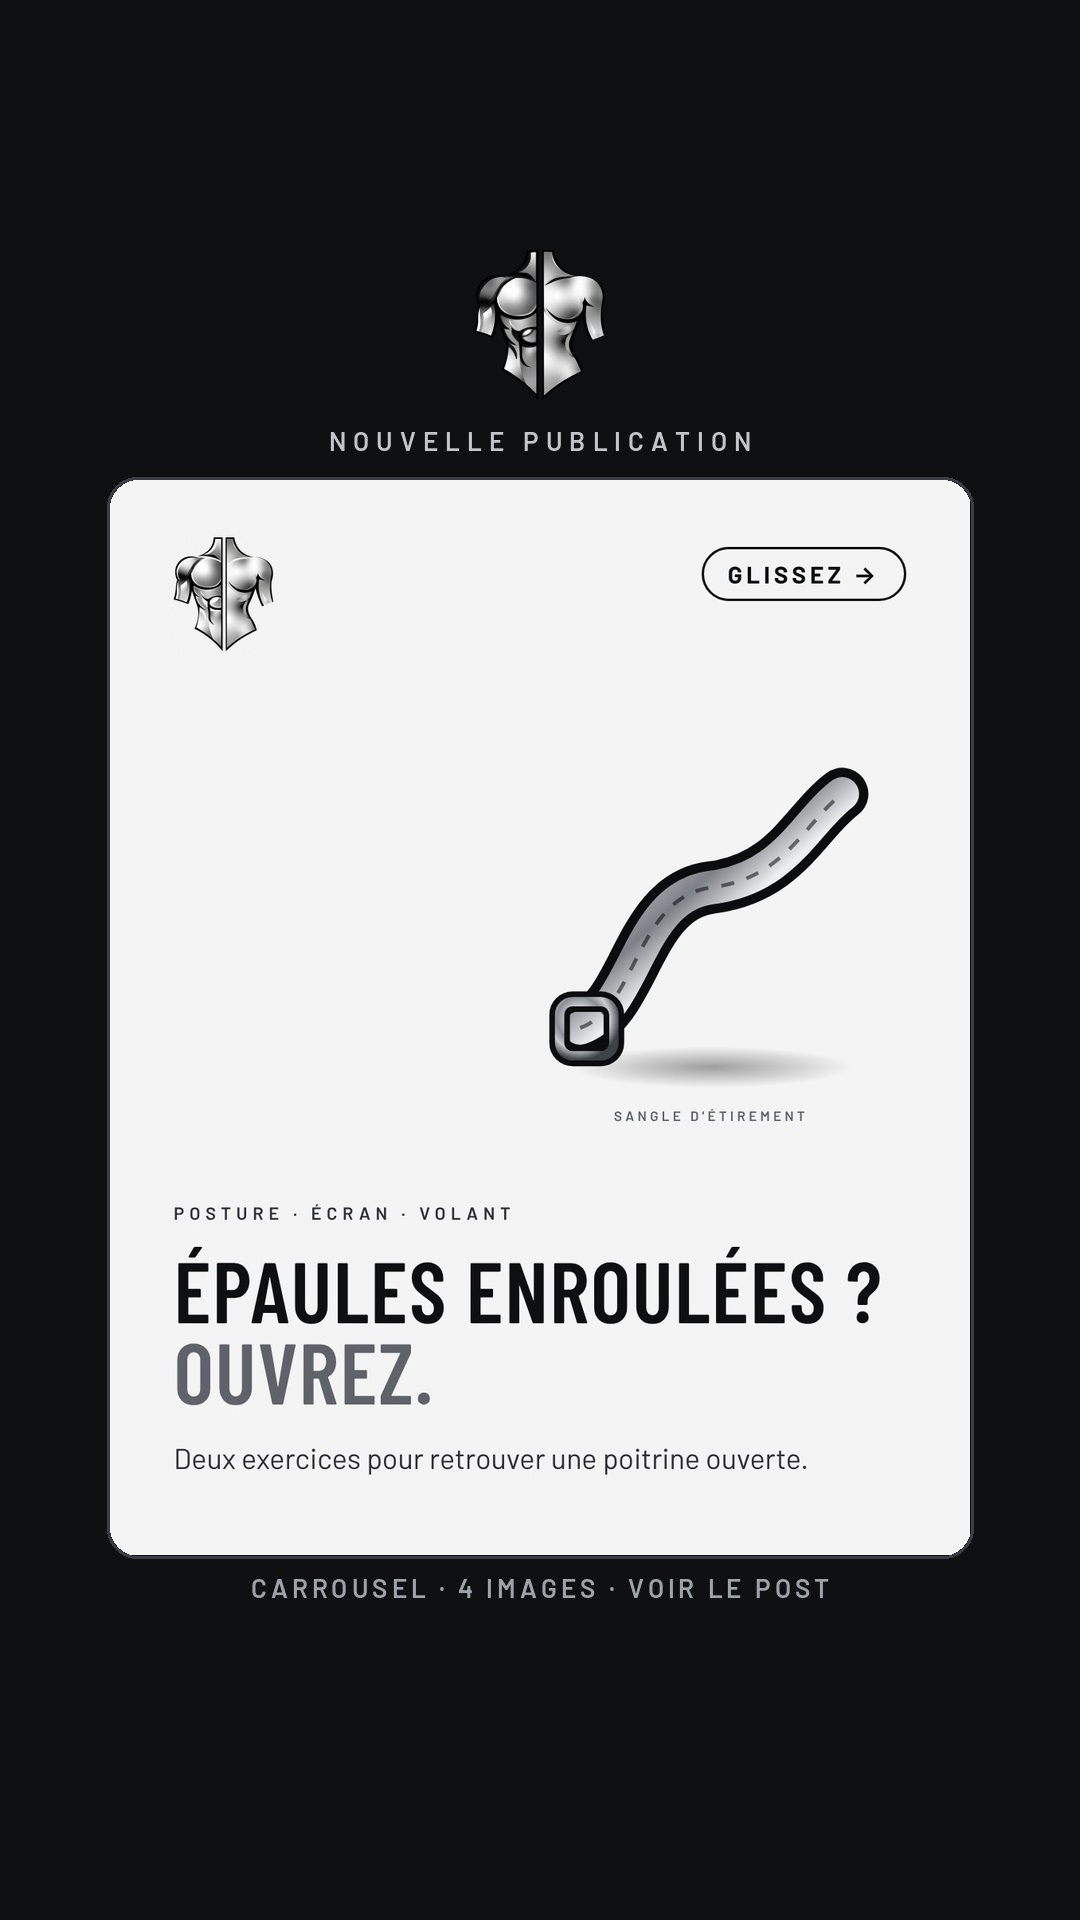 NOUVELLE PUBLICATION
GLISSEZ →
SANGLE D'ÉTIREMENT
POSTURE · ÉCRAN · VOLANT
ÉPAULES ENROULÉES ?
OUVREZ.
Deux exercices pour retrouver une poitrine ouverte.
CARROUSEL · 4 IMAGES · VOIR LE POST